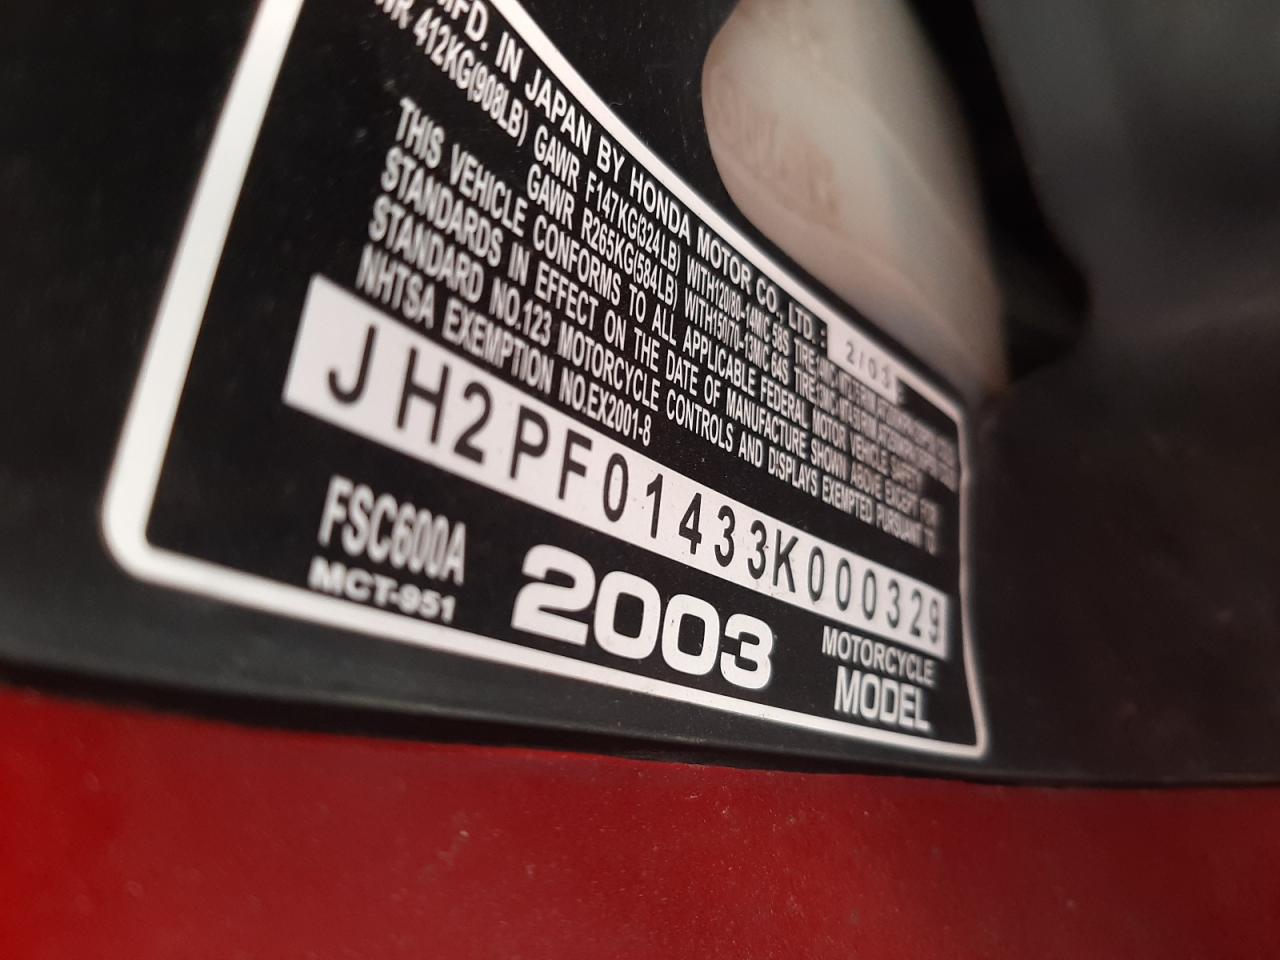 MFD. IN JAPAN BY HONDA MOTOR CO., LTD. : 2/03
412KG(908LB) GAWR F147KG(324LB) WITH120/80-14M/C 58S TIRE,
GAWR R265KG(584LB) WITH150/70-13M/C 64S TIRE,
THIS VEHICLE CONFORMS TO ALL APPLICABLE FEDERAL MOTOR VEHICLE SAFETY
STANDARDS IN EFFECT ON THE DATE OF MANUFACTURE SHOWN ABOVE EXCEPT FOR
STANDARD NO.123 MOTORCYCLE CONTROLS AND DISPLAYS EXEMPTED PURSUANT TO
NHTSA EXEMPTION NO.EX2001-8
JH2PF01433K000329
FSC600A
MCT-951
2003
MOTORCYCLE
MODEL